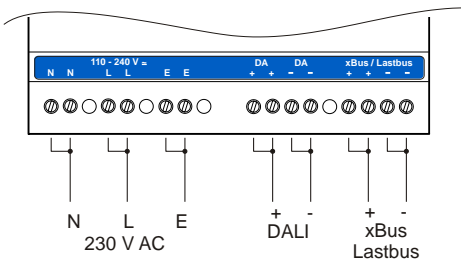 110 - 240 V ≂ DA DA xBus / Lastbus
N N L L E E + + - - + + - -
N L E + - + -
230 V AC DALI xBus
Lastbus